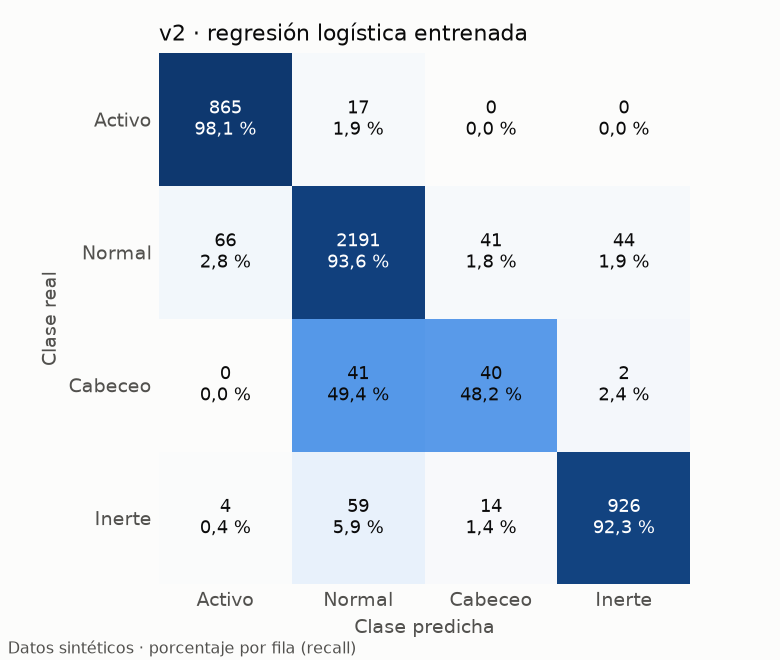 v2 · regresión logística entrenada
Clase real
Activo
865
98,1 %
17
1,9 %
0
0,0 %
0
0,0 %
Normal
66
2,8 %
2191
93,6 %
41
1,8 %
44
1,9 %
Cabeceo
0
0,0 %
41
49,4 %
40
48,2 %
2
2,4 %
Inerte
4
0,4 %
59
5,9 %
14
1,4 %
926
92,3 %
Activo
Normal
Cabeceo
Inerte
Clase predicha
Datos sintéticos · porcentaje por fila (recall)